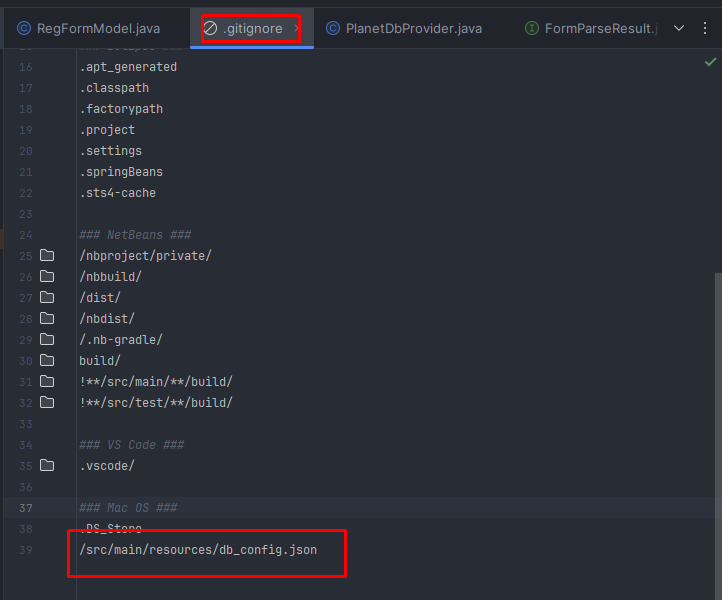 RegFormModel.java
.gitignore
PlanetDbProvider.java
FormParseResult.j
16 .apt_generated
17 .classpath
18 .factorypath
19 .project
20 .settings
21 .springBeans
22 .sts4-cache
23
24 ### NetBeans ###
25 /nbproject/private/
26 /nbbuild/
27 /dist/
28 /nbdist/
29 /.nb-gradle/
30 build/
31 !**/src/main/**/build/
32 !**/src/test/**/build/
33
34 ### VS Code ###
35 .vscode/
36
37 ### Mac OS ###
38 .DS_Store
39 /src/main/resources/db_config.json